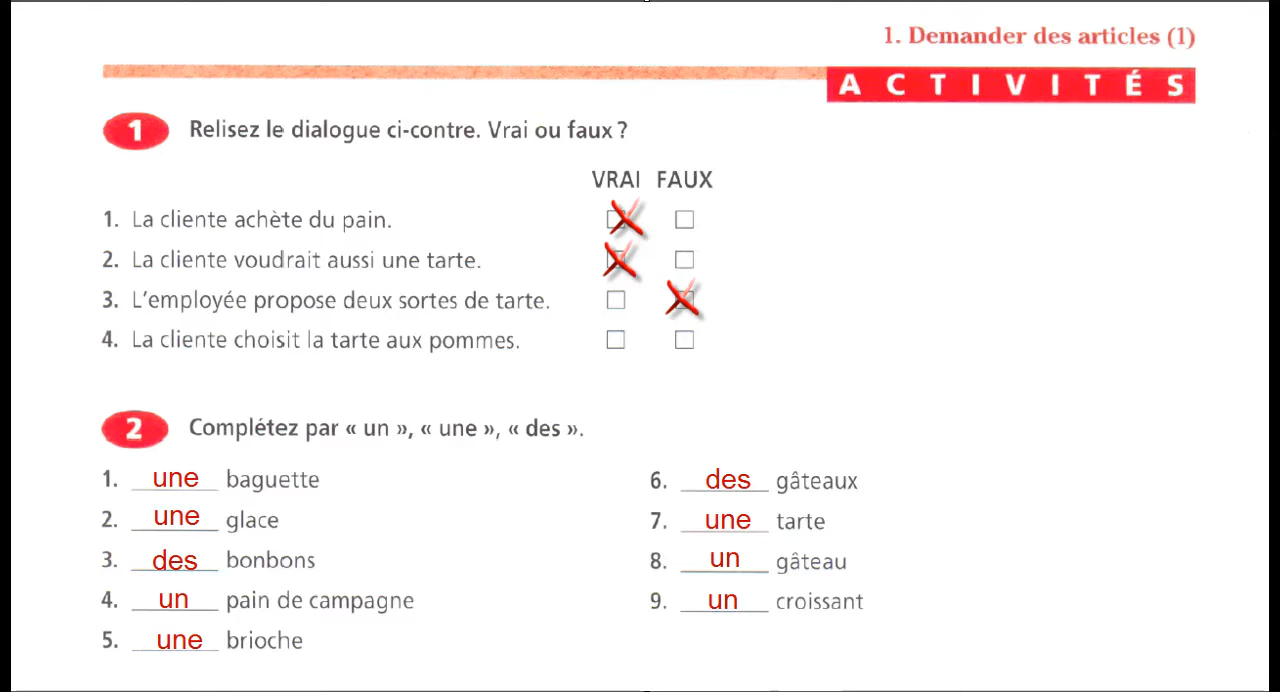 1. Demander des articles (1)
ACTIVITÉS
1 Relisez le dialogue ci-contre. Vrai ou faux ?
VRAI FAUX
1. La cliente achète du pain.
2. La cliente voudrait aussi une tarte.
3. L'employée propose deux sortes de tarte.
4. La cliente choisit la tarte aux pommes.
2 Complétez par « un », « une », « des ».
1. une baguette
2. une glace
3. des bonbons
4. un pain de campagne
5. une brioche
6. des gâteaux
7. une tarte
8. un gâteau
9. un croissant